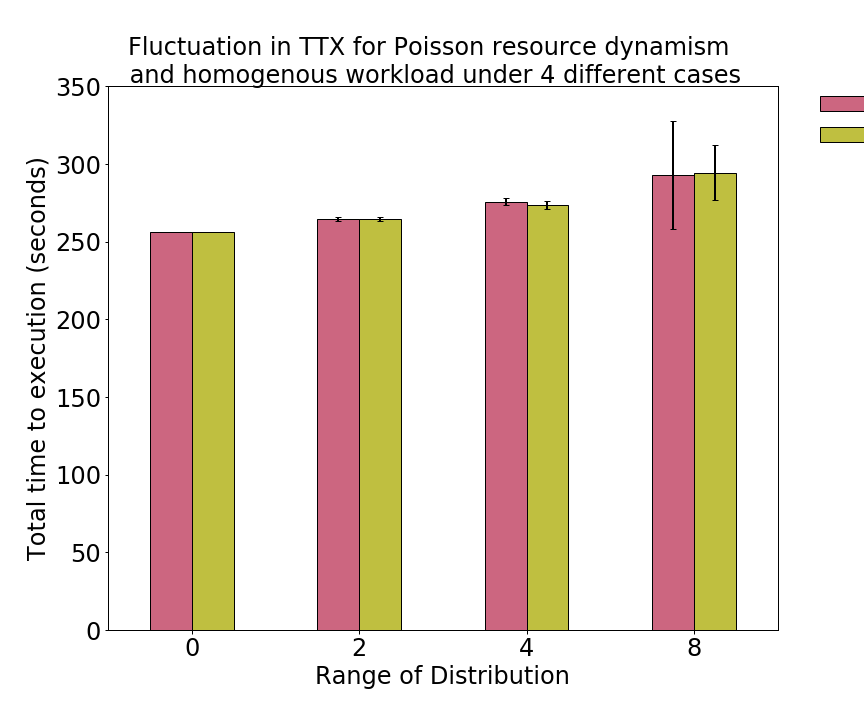 Fluctuation in TTX for Poisson resource dynamism
and homogenous workload under 4 different cases
Total time to execution (seconds)
350
300
250
200
150
100
50
0
0 2 4 8
Range of Distribution